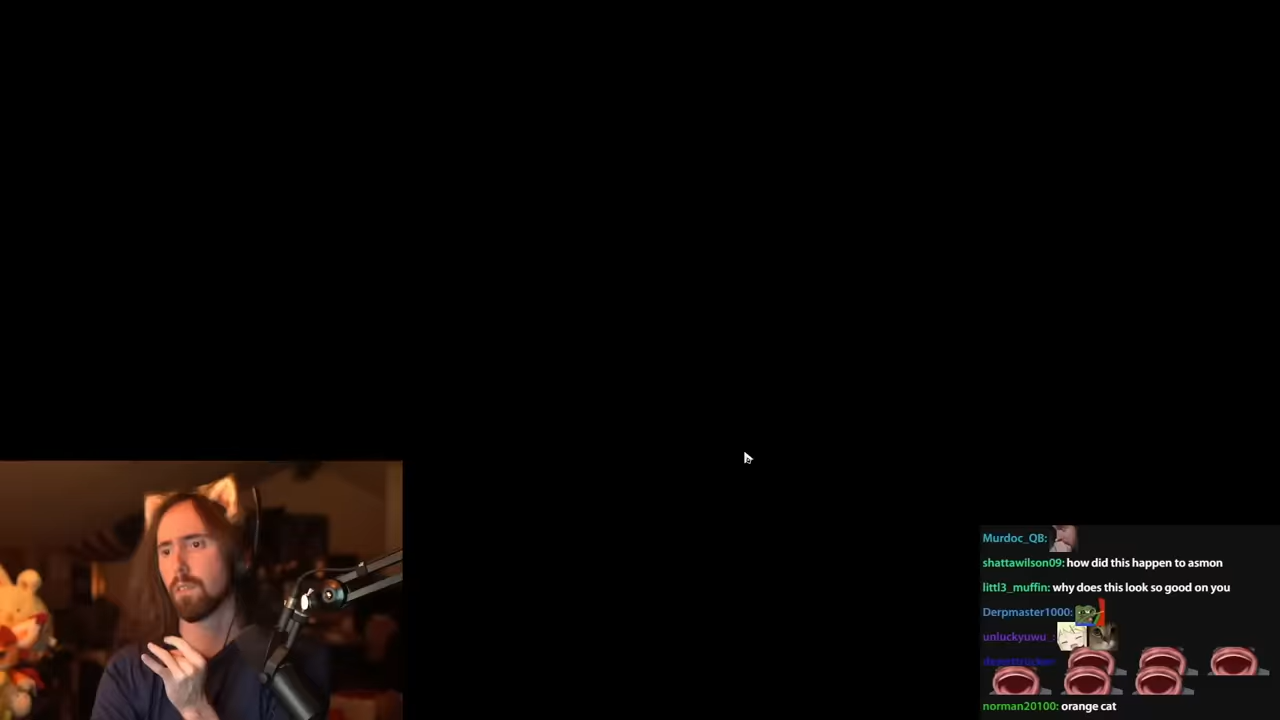 Murdoc_QB:
shattawilson09: how did this happen to asmon
littl3_muffin: why does this look so good on you
Derpmaster1000:
unluckyuwu :
norman20100: orange cat